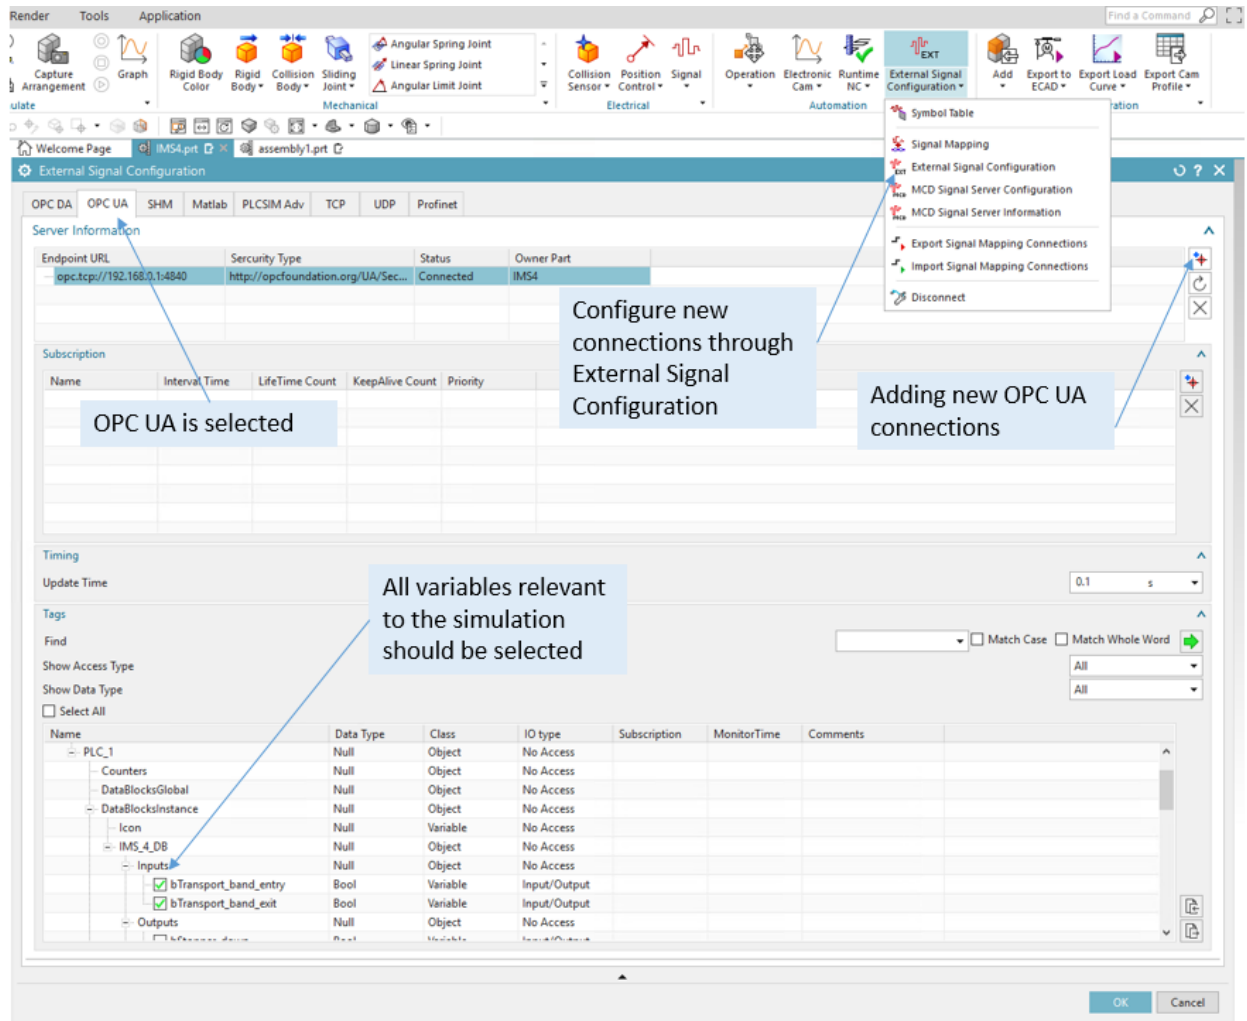 Render Tools Application Find a Command
Capture Arrangement Graph Rigid Body Color Rigid Body Collision Body Sliding Joint Angular Spring Joint Linear Spring Joint Angular Limit Joint Collision Sensor Position Control Signal Operation Electronic Cam Runtime NC External Signal Configuration Add Export to ECAD Export Load Curve Export Cam Profile
Mechanical Electrical Automation
Symbol Table
Signal Mapping
External Signal Configuration
MCD Signal Server Configuration
MCD Signal Server Information
Export Signal Mapping Connections
Import Signal Mapping Connections
Disconnect
Welcome Page IMS4.prt assembly1.prt
External Signal Configuration
OPC DA OPC UA SHM Matlab PLCSIM Adv TCP UDP Profinet
Server Information
Endpoint URL Sercurity Type Status Owner Part
opc.tcp://192.168.0.1:4840 http://opcfoundation.org/UA/Sec... Connected IMS4
Configure new
connections through
External Signal
Configuration
Subscription
Name Interval Time LifeTime Count KeepAlive Count Priority
Adding new OPC UA
connections
OPC UA is selected
Timing
Update Time 0.1 s
All variables relevant
to the simulation
should be selected
Tags
Find Match Case Match Whole Word
Show Access Type All
Show Data Type All
Select All
Name Data Type Class IO type Subscription MonitorTime Comments
PLC_1 Null Object No Access
Counters Null Object No Access
DataBlocksGlobal Null Object No Access
DataBlocksInstance Null Object No Access
Icon Null Variable No Access
IMS_4_DB Null Object No Access
Inputs Null Object No Access
bTransport_band_entry Bool Variable Input/Output
bTransport_band_exit Bool Variable Input/Output
Outputs Null Object No Access
OK Cancel